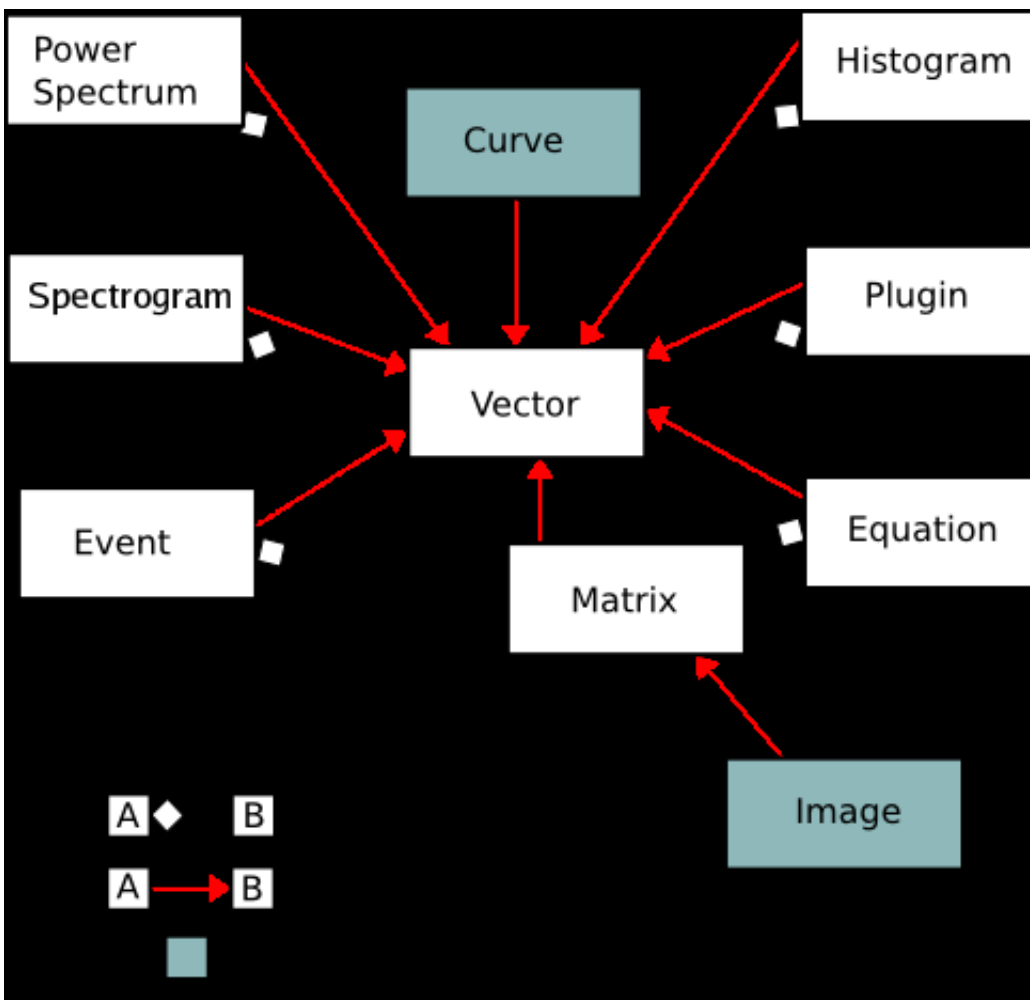 Power
Spectrum
Histogram
Curve
Spectrogram
Plugin
Vector
Event
Equation
Matrix
Image
A B
A B